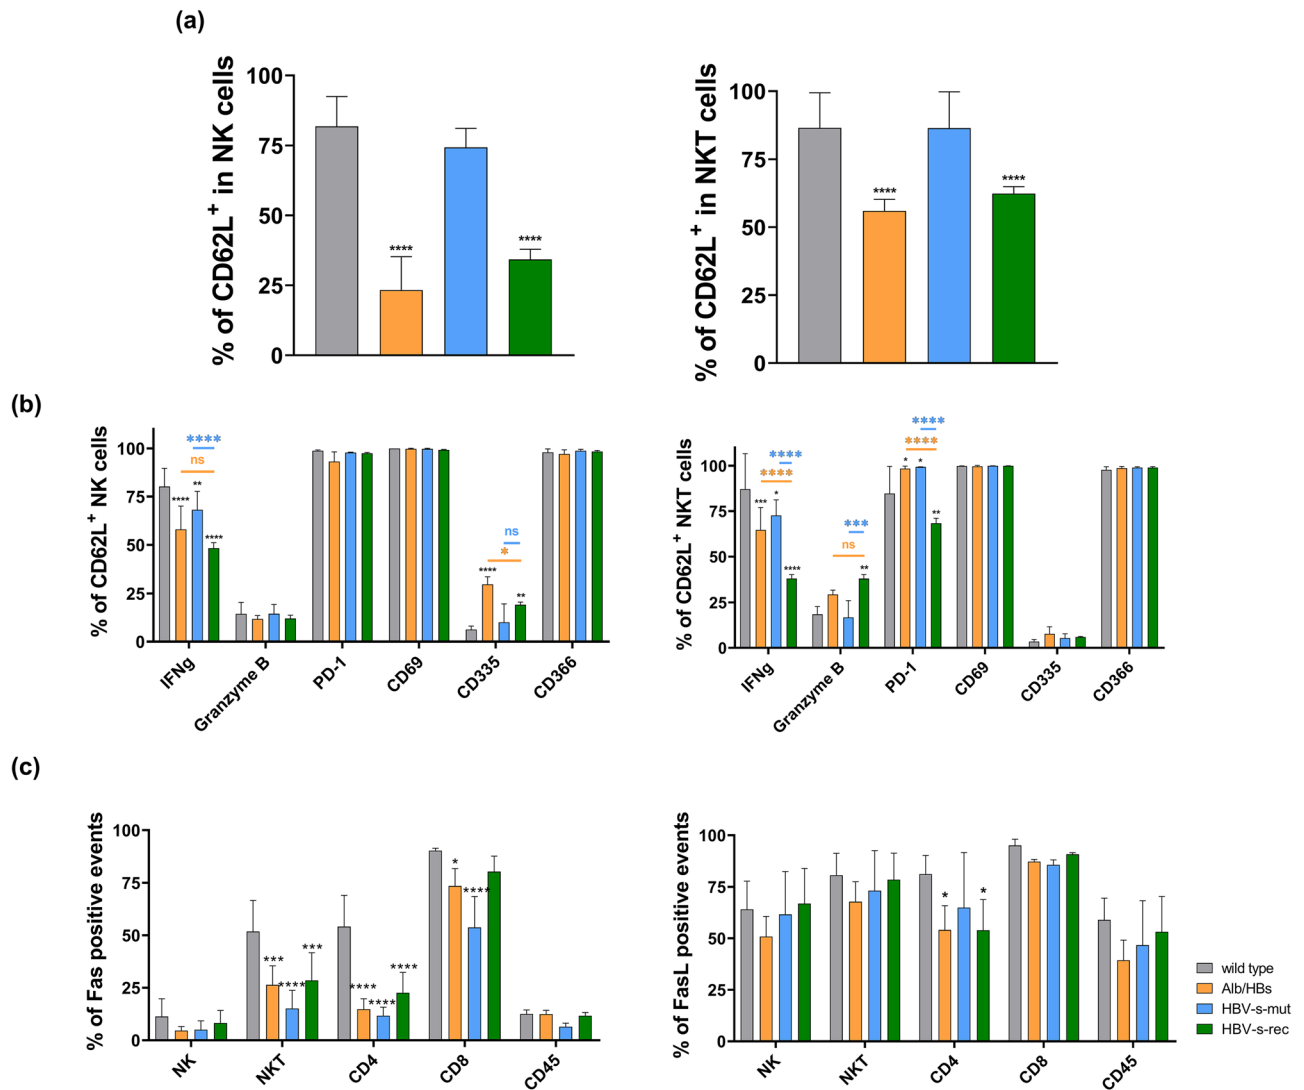 (a)
% of CD62L+ in NK cells
100
75
50
25
0
****
****
% of CD62L+ in NKT cells
100
75
50
25
0
****
****
(b)
% of CD62L+ NK cells
100
75
50
25
0
****
ns
****
**
****
ns
*
****
**
IFNg
Granzyme B
PD-1
CD69
CD335
CD366
% of CD62L+ NKT cells
100
75
50
25
0
****
****
***
*
****
***
ns
**
****
****
*
*
**
IFNg
Granzyme B
PD-1
CD69
CD335
CD366
(c)
% of Fas positive events
100
75
50
25
0
***
****
***
****
****
****
*
****
NK
NKT
CD4
CD8
CD45
% of FasL positive events
100
75
50
25
0
*
*
NK
NKT
CD4
CD8
CD45
wild type
Alb/HBs
HBV-s-mut
HBV-s-rec